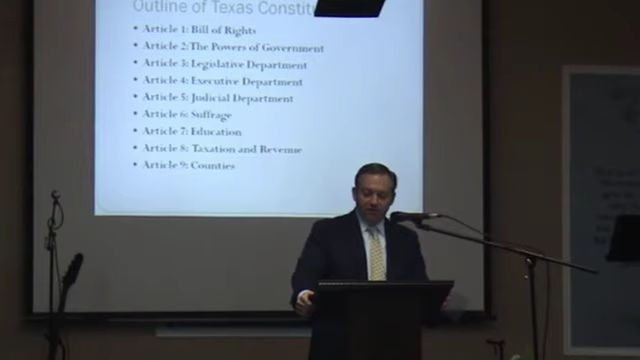 Outline of Texas Constitu
• Article 1: Bill of Rights
• Article 2: The Powers of Government
• Article 3: Legislative Department
• Article 4: Executive Department
• Article 5: Judicial Department
• Article 6: Suffrage
• Article 7: Education
• Article 8: Taxation and Revenue
• Article 9: Counties